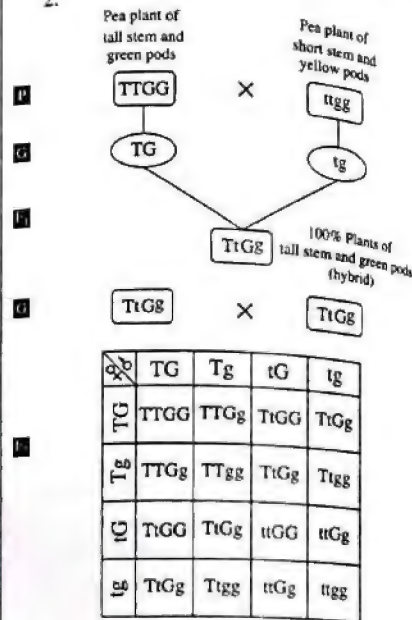 2.
Pea plant of
tall stem and
green pods
Pea plant of
short stem and
yellow pods
P
TTGG × ttgg
G
TG tg
F₁
TtGg
100% Plants of
tall stem and green pods
(hybrid)
G
TtGg × TtGg
♀ ♂ TG Tg tG tg
TG TTGG TTGg TtGG TtGg
Tg TTGg TTgg TtGg Ttgg
tG TtGG TtGg ttGG ttGg
tg TtGg Ttgg ttGg ttgg